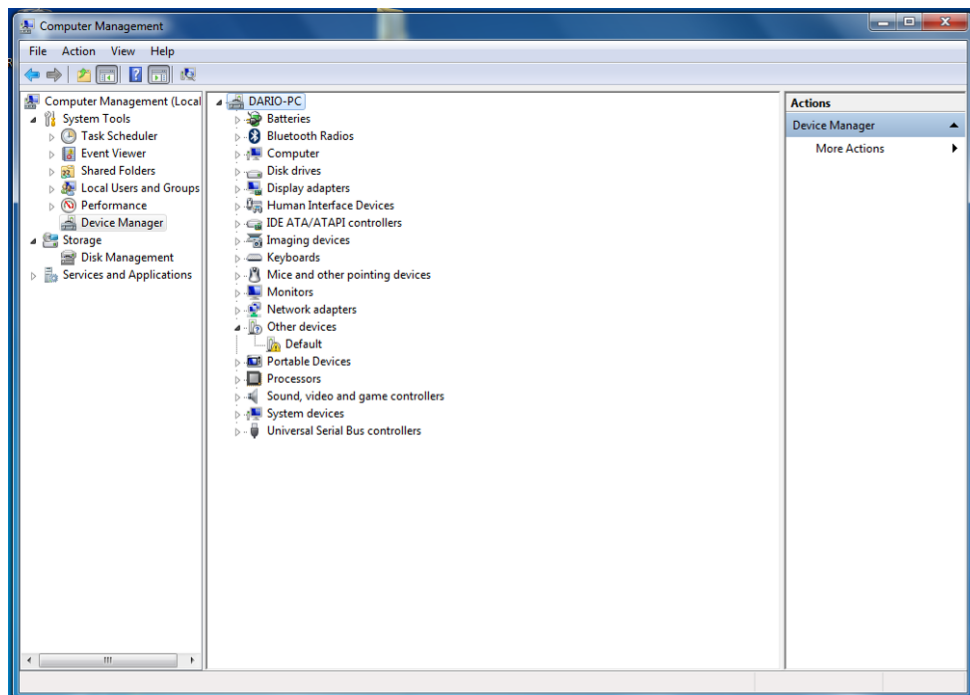 Computer Management
File Action View Help
Computer Management (Local
System Tools
Task Scheduler
Event Viewer
Shared Folders
Local Users and Groups
Performance
Device Manager
Storage
Disk Management
Services and Applications
DARIO-PC
Batteries
Bluetooth Radios
Computer
Disk drives
Display adapters
Human Interface Devices
IDE ATA/ATAPI controllers
Imaging devices
Keyboards
Mice and other pointing devices
Monitors
Network adapters
Other devices
Default
Portable Devices
Processors
Sound, video and game controllers
System devices
Universal Serial Bus controllers
Actions
Device Manager
More Actions